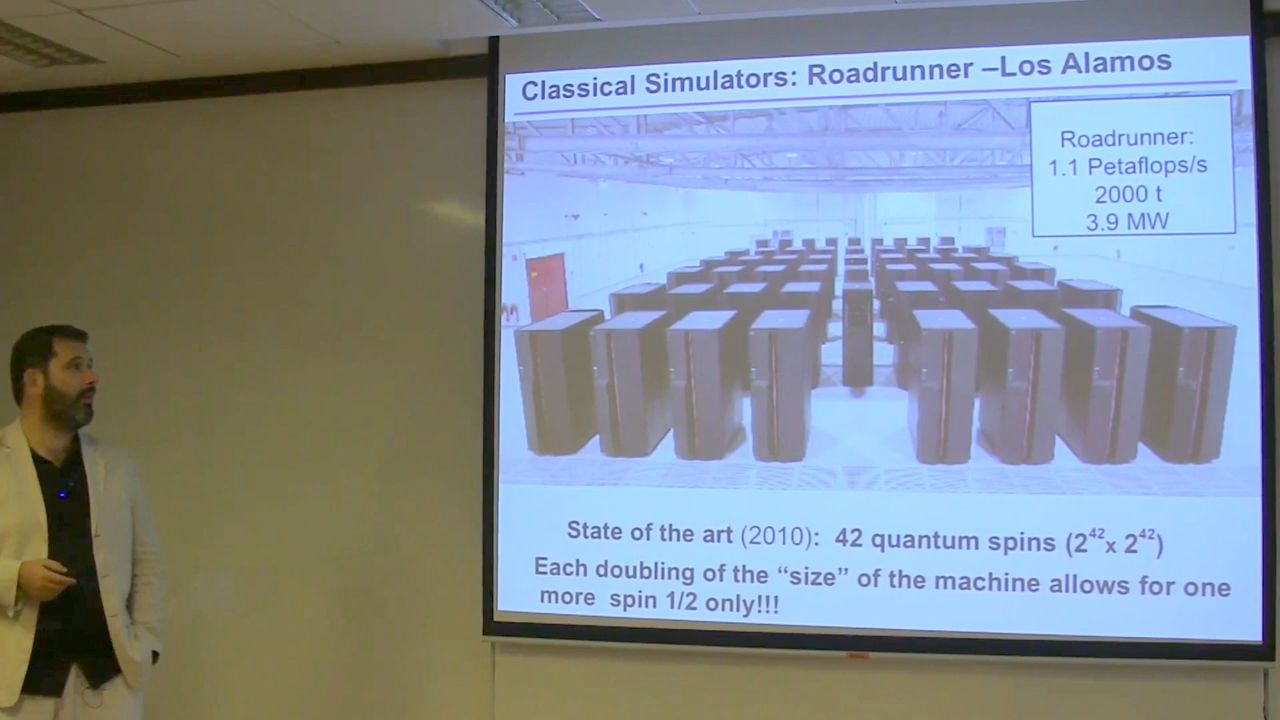 Classical Simulators: Roadrunner –Los Alamos
Roadrunner:
1.1 Petaflops/s
2000 t
3.9 MW
State of the art (2010): 42 quantum spins (2⁴²x 2⁴²)
Each doubling of the “size” of the machine allows for one
more spin 1/2 only!!!